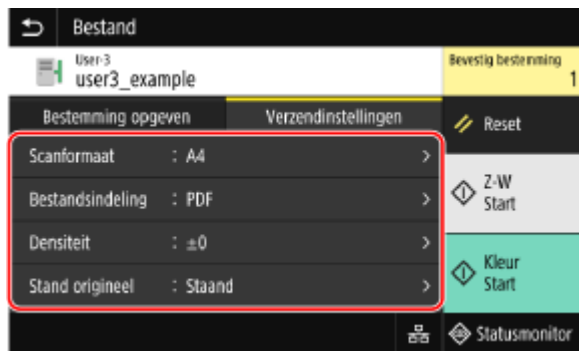 Bestand
User-3
user3_example
Bevestig bestemming
1
Bestemming opgeven
Verzendinstellingen
Reset
Scanformaat : A4
Bestandsindeling : PDF
Densiteit : ±0
Stand origineel : Staand
Z-W
Start
Kleur
Start
Statusmonitor